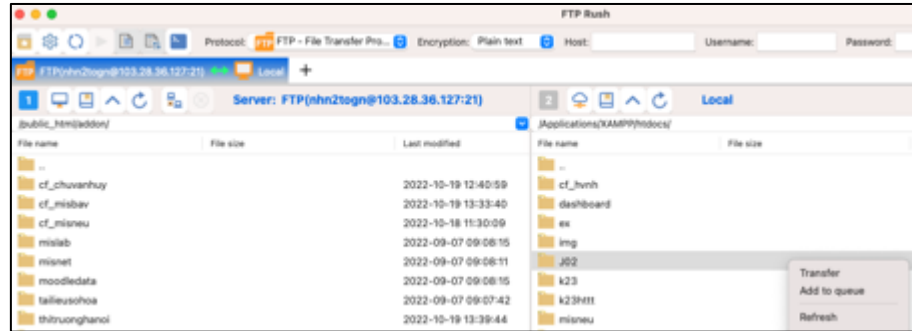 FTP Rush
Protocol: FTP FTP - File Transfer Pro... Encryption: Plain text Host: Username: Password:
FTP FTP(nhn2togn@103.28.36.127:21) Local +
1 Server: FTP(nhn2togn@103.28.36.127:21)
2 Local
/public_html/addon/
/Applications/XAMPP/htdocs/
File name File size Last modified
File name File size
..
cf_chuvanhuy 2022-10-19 12:40:59
cf_misbav 2022-10-19 13:33:40
cf_misneu 2022-10-18 11:30:09
mislab 2022-09-07 09:08:15
misnet 2022-09-07 09:08:11
moodledata 2022-09-07 09:08:15
tailieusohoa 2022-09-07 09:07:42
thitruonghanoi 2022-10-19 13:39:44
..
cf_hvnh
dashboard
ex
img
J02
k23
k23httt
misneu
Transfer
Add to queue
Refresh